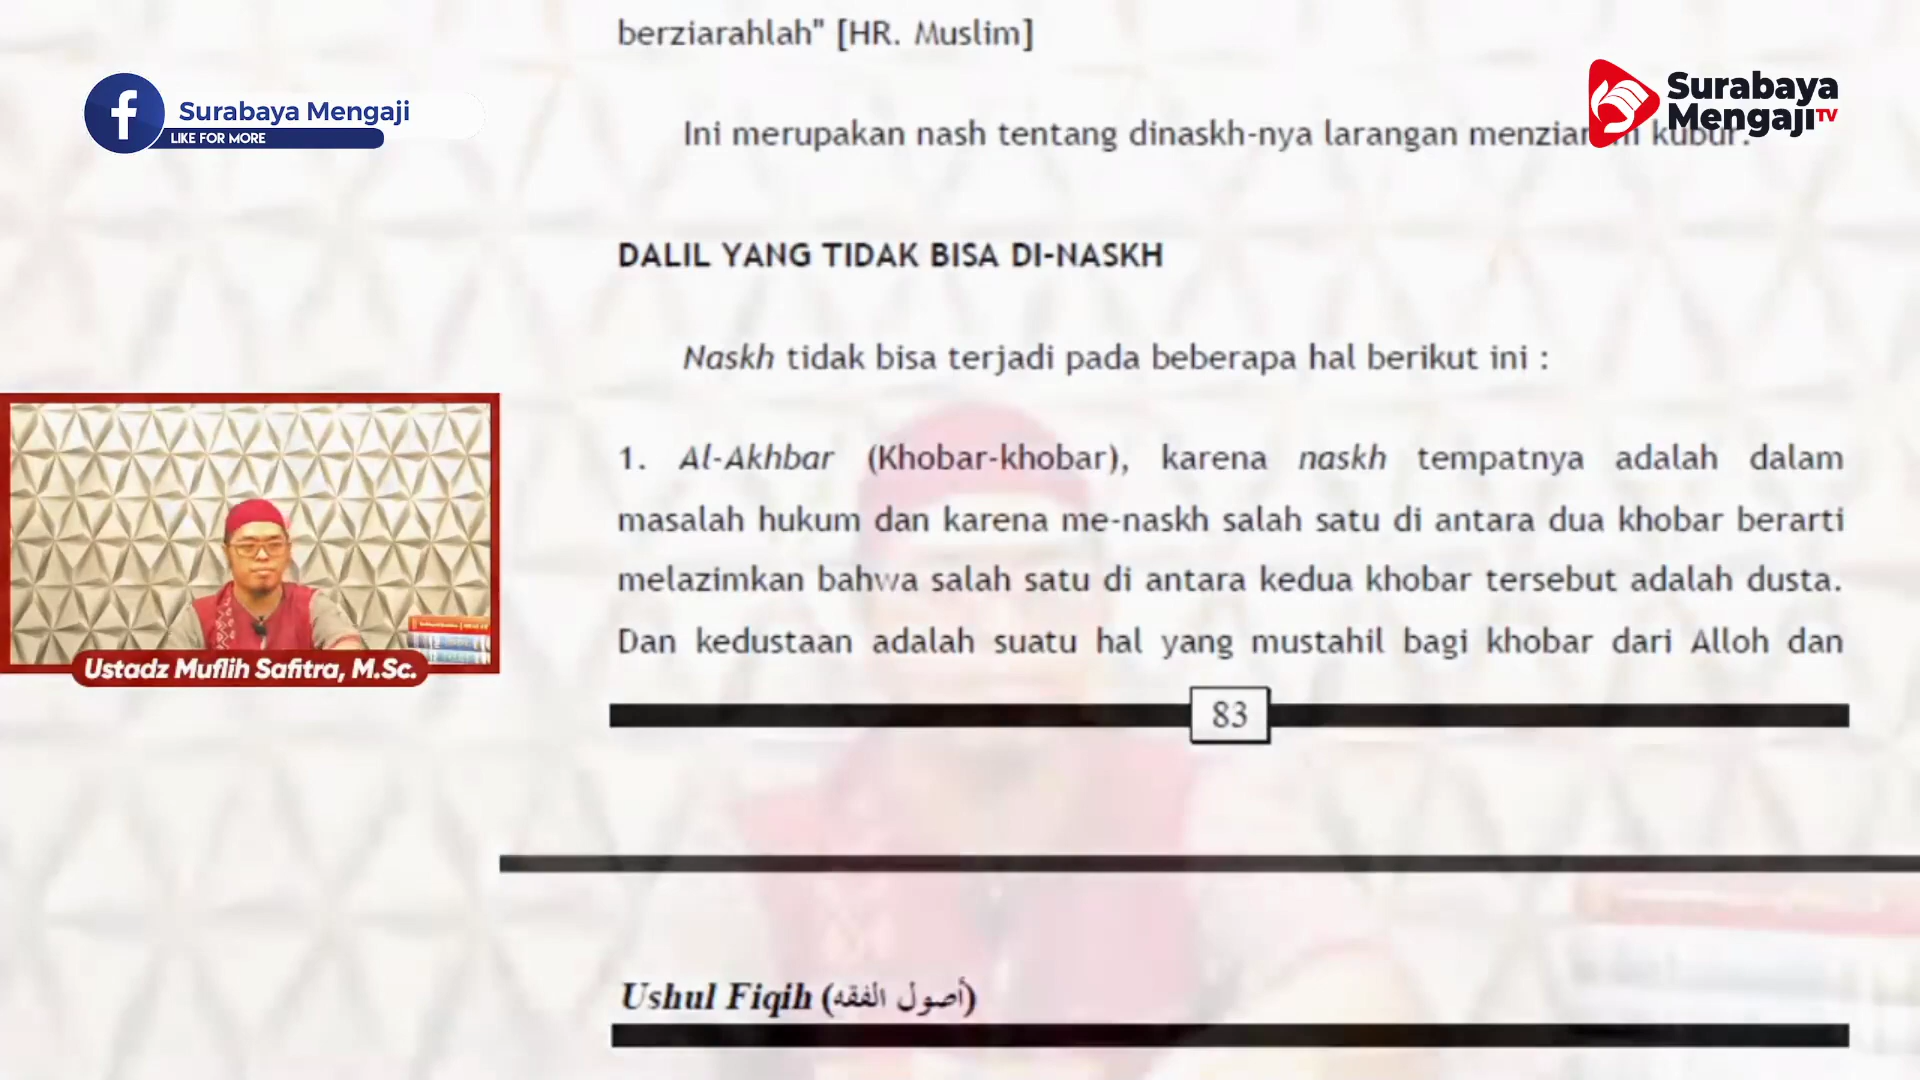 berziarahlah" [HR. Muslim]
Surabaya Mengaji
LIKE FOR MORE
Surabaya
MengajiTV
Ini merupakan nash tentang dinaskh-nya larangan kubur.
DALIL YANG TIDAK BISA DI-NASKH
Naskh tidak bisa terjadi pada beberapa hal berikut ini :
1. Al-Akhbar (Khobar-khobar), karena naskh tempatnya adalah dalam
masalah hukum dan karena me-naskh salah satu di antara dua khobar berarti
melazimkan bahwa salah satu di antara kedua khobar tersebut adalah dusta.
Dan kedustaan adalah suatu hal yang mustahil bagi khobar dari Alloh dan
Ustadz Muflih Safitra, M.Sc.
83
Ushul Fiqih (أصول الفقه)